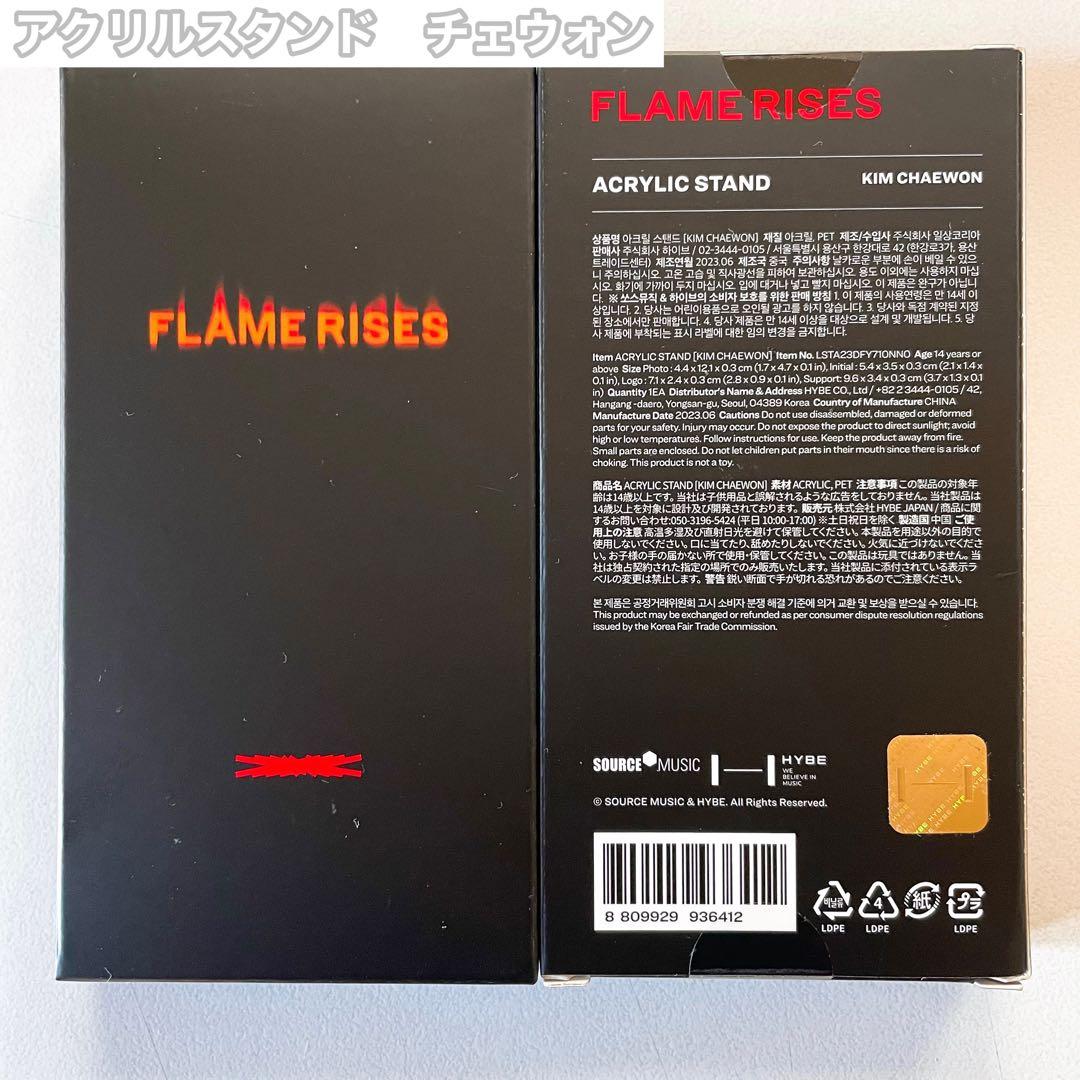 アクリルスタンド　チェウォン
FLAME RISES
FLAME RISES
ACRYLIC STAND KIM CHAEWON
상품명 아크릴 스탠드 [KIM CHAEWON] 재질 아크릴, PET 제조/수입사 주식회사 일상코리아
판매사 주식회사 하이브 / 02-3444-0105 / 서울특별시 용산구 한강대로 42 (한강로3가, 용산
트레이드센터) 제조연월 2023.06 제조국 중국 주의사항 날카로운 부분에 손이 베일 수 있으
니 주의하십시오. 고온 고습 및 직사광선을 피하여 보관하십시오. 용도 이외에는 사용하지 마십
시오. 화기에 가까이 두지 마십시오. 입에 대거나 넣고 빨지 마십시오. 이 제품은 완구가 아닙니
다. ※ 쏘스뮤직 & 하이브의 소비자 보호를 위한 판매 방침 1. 이 제품의 사용연령은 만 14세 이
상입니다. 2. 당사는 어린이용품으로 오인될 광고를 하지 않습니다. 3. 당사와 독점 계약된 지정
된 장소에서만 판매합니다. 4. 당사 제품은 만 14세 이상을 대상으로 설계 및 개발됩니다. 5. 당
사 제품에 부착되는 표시 라벨에 대한 임의 변경을 금지합니다.
Item ACRYLIC STAND [KIM CHAEWON] Item No. LSTA23DFY710NN0 Age 14 years or
above Size Photo : 4.4 x 12.1 x 0.3 cm (1.7 x 4.7 x 0.1 in), Initial : 5.4 x 3.5 x 0.3 cm (2.1 x 1.4 x
0.1 in), Logo : 7.1 x 2.4 x 0.3 cm (2.8 x 0.9 x 0.1 in), Support: 9.6 x 3.4 x 0.3 cm (3.7 x 1.3 x 0.1
in) Quantity 1EA Distributor's Name & Address HYBE CO., Ltd / +82 2 3444-0105 / 42,
Hangang -daero, Yongsan-gu, Seoul, 04389 Korea Country of Manufacture CHINA
Manufacture Date 2023.06 Cautions Do not use disassembled, damaged or deformed
parts for your safety. Injury may occur. Do not expose the product to direct sunlight; avoid
high or low temperatures. Follow instructions for use. Keep the product away from fire.
Small parts are enclosed. Do not let children put parts in their mouth since there is a risk of
choking. This product is not a toy.
商品名 ACRYLIC STAND [KIM CHAEWON] 素材 ACRYLIC, PET 注意事項 この製品の対象年
齢は14歳以上です。当社は子供用品と誤解されるような広告をしておりません。当社製品は
14歳以上を対象に設計及び開発されております。販売元 株式会社 HYBE JAPAN / 商品に関
するお問い合わせ:050-3196-5424 (平日 10:00-17:00) ※土日祝日を除く 製造国 中国 ご使
用上の注意 高温多湿及び直射日光を避けて保管してください。本製品を用途以外の目的で
使用しないでください。口に当てたり、舐めたりしないでください。火気に近づけないでくださ
い。お子様の手の届かない所で使用・保管してください。この製品は玩具ではありません。当
社は独占契約された指定の場所でのみ販売いたします。当社製品に添付されている表示ラ
ベルの変更は禁止します。警告 鋭い断面で手が切れる恐れがあるのでご注意ください。
본 제품은 공정거래위원회 고시 소비자 분쟁 해결 기준에 의거 교환 및 보상을 받으실 수 있습니다.
This product may be exchanged or refunded as per consumer dispute resolution regulations
issued by the Korea Fair Trade Commission.
SOURCE MUSIC HYBE
WE
BELIEVE IN
MUSIC
© SOURCE MUSIC & HYBE. All Rights Reserved.
HYBE
HYBE HYBE HYBE
8 809929 936412
비닐류 4 紙 プラ
LDPE LDPE LDPE